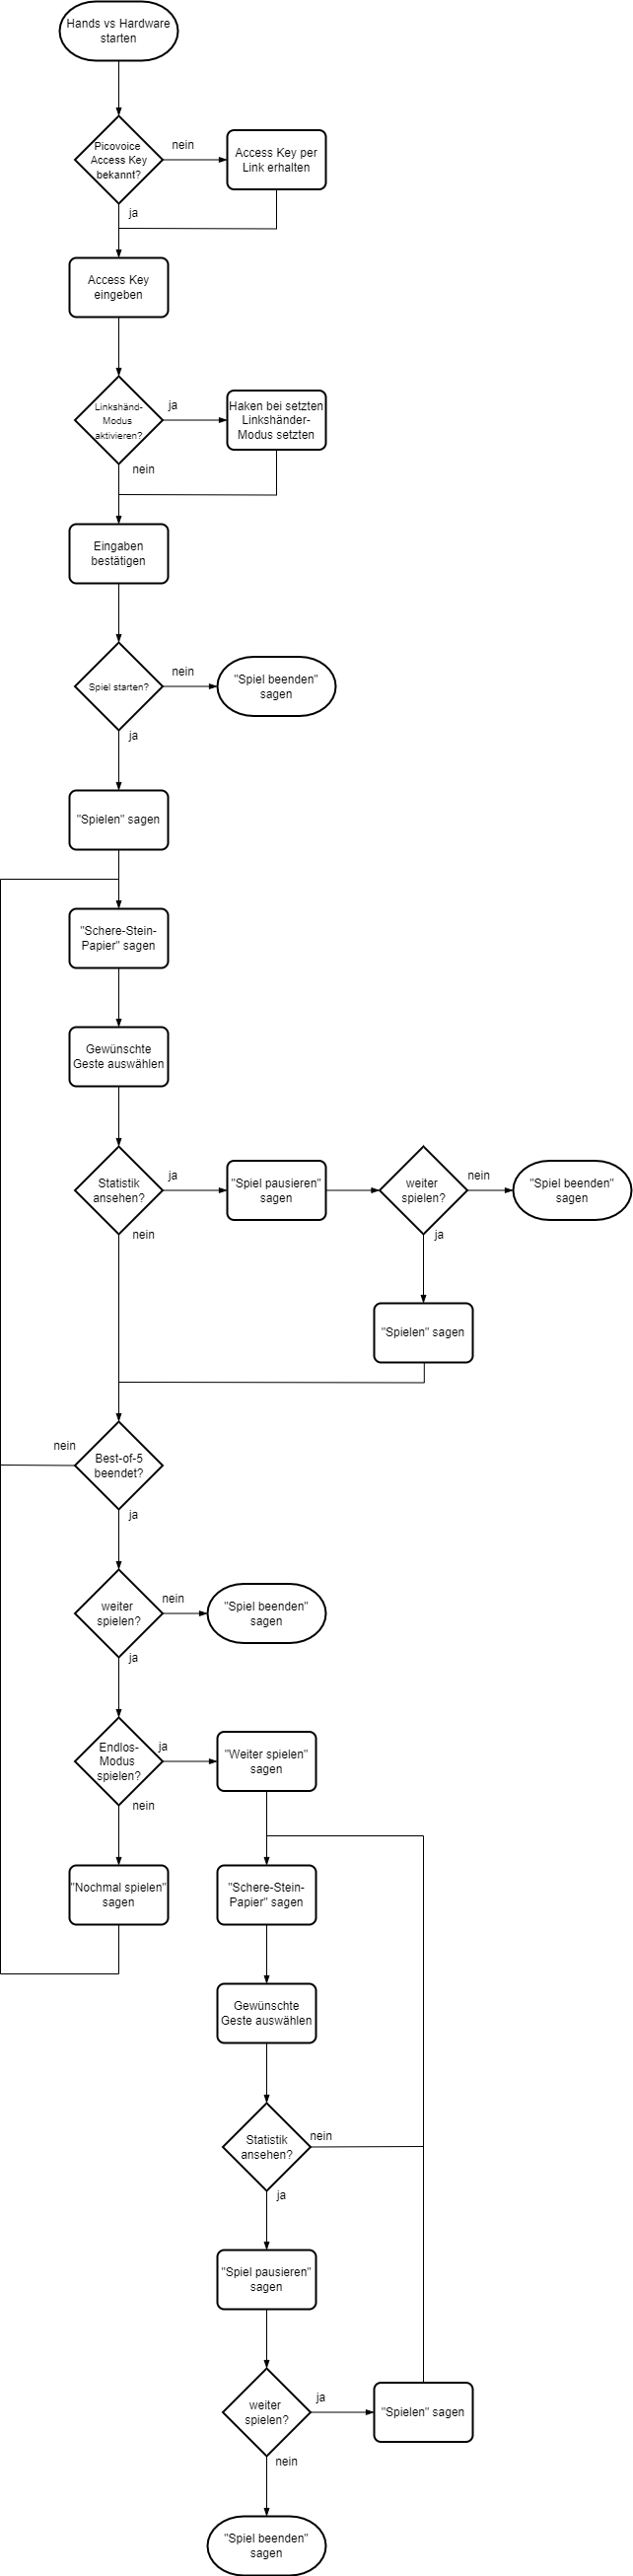 Hands vs Hardware
starten
Picovoice
Access Key
bekannt?
nein
Access Key per
Link erhalten
ja
Access Key
eingeben
Linkshänd-
Modus
aktivieren?
ja
Haken bei setzten
Linkshänder-
Modus setzten
nein
Eingaben
bestätigen
Spiel starten?
nein
"Spiel beenden"
sagen
ja
"Spielen" sagen
"Schere-Stein-
Papier" sagen
Gewünschte
Geste auswählen
Statistik
ansehen?
ja
"Spiel pausieren"
sagen
weiter
spielen?
nein
"Spiel beenden"
sagen
nein
ja
"Spielen" sagen
nein
Best-of-5
beendet?
ja
weiter
spielen?
nein
"Spiel beenden"
sagen
ja
Endlos-
Modus
spielen?
ja
"Weiter spielen"
sagen
nein
"Nochmal spielen"
sagen
"Schere-Stein-
Papier" sagen
Gewünschte
Geste auswählen
Statistik
ansehen?
nein
ja
"Spiel pausieren"
sagen
weiter
spielen?
ja
"Spielen" sagen
nein
"Spiel beenden"
sagen